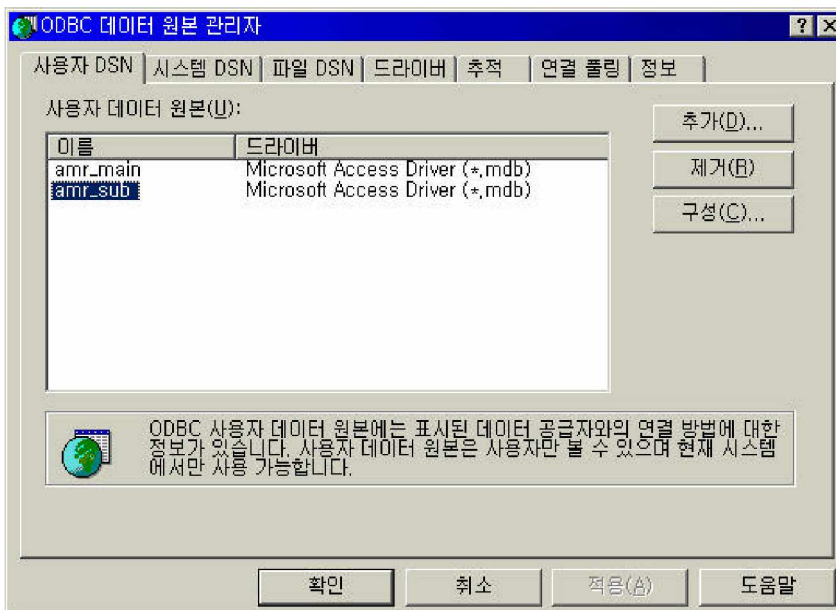 ODBC 데이터 원본 관리자
사용자 DSN 시스템 DSN 파일 DSN 드라이버 추적 연결 풀링 정보
사용자 데이터 원본(U):
이름 드라이버
amr_main Microsoft Access Driver (*.mdb)
amr_sub Microsoft Access Driver (*.mdb)
추가(D)...
제거(R)
구성(C)...
ODBC 사용자 데이터 원본에는 표시된 데이터 공급자와의 연결 방법에 대한
정보가 있습니다. 사용자 데이터 원본은 사용자만 볼 수 있으며 현재 시스템
에서만 사용 가능합니다.
확인 취소 적용(A) 도움말